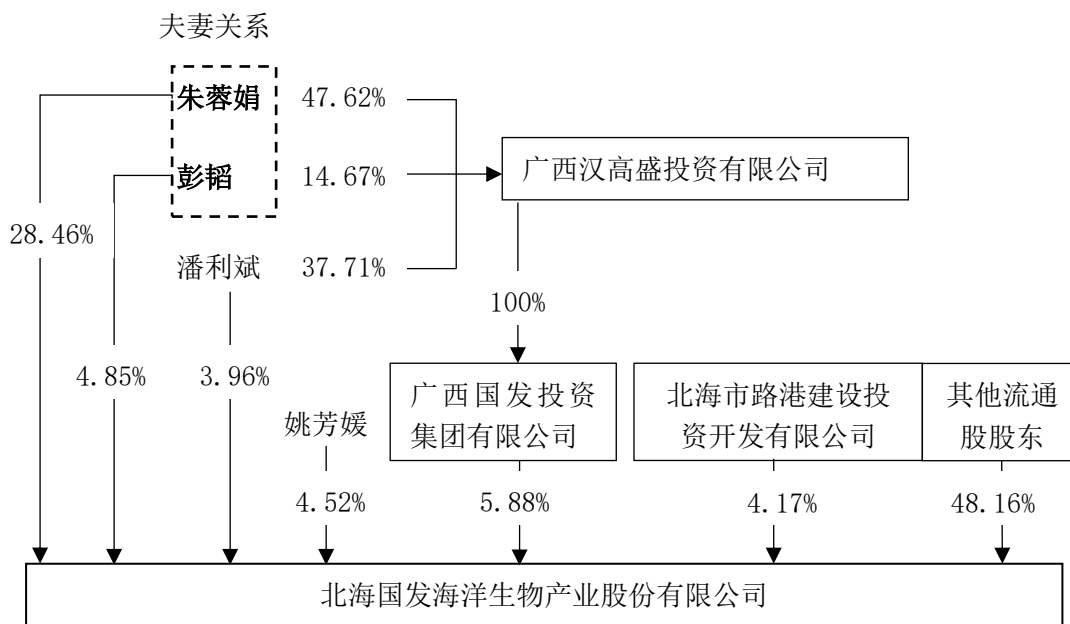 夫妻关系
朱蓉娟 47.62%
广西汉高盛投资有限公司
彭韬 14.67%
28.46%
潘利斌 37.71%
100%
4.85% 3.96%
广西国发投资
集团有限公司
北海市路港建设投
资开发有限公司
其他流通
股股东
姚芳媛
4.52% 5.88% 4.17% 48.16%
北海国发海洋生物产业股份有限公司